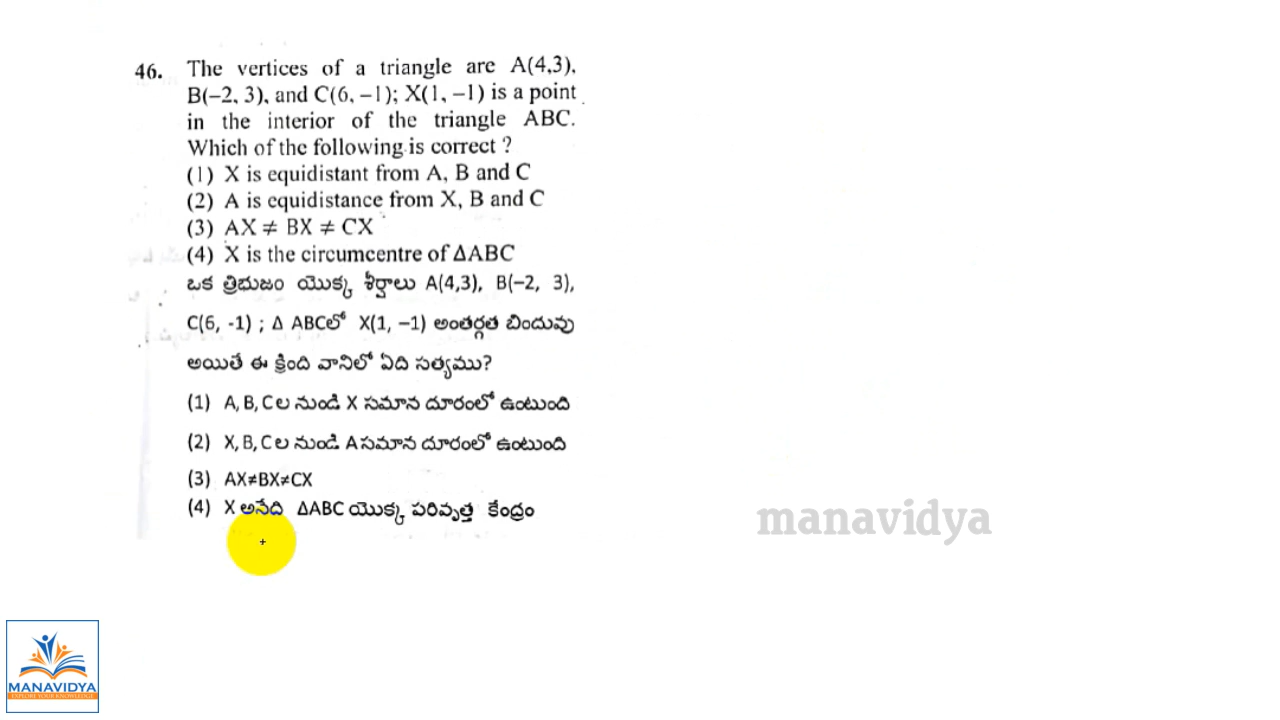 46. The vertices of a triangle are A(4,3),
B(−2, 3), and C(6, −1); X(1, −1) is a point
in the interior of the triangle ABC.
Which of the following is correct ?
(1) X is equidistant from A, B and C
(2) A is equidistance from X, B and C
(3) AX ≠ BX ≠ CX
(4) X is the circumcentre of ΔABC
ఒక త్రిభుజం యొక్క శీర్షాలు A(4,3), B(−2, 3),
C(6, -1) ; Δ ABCలో X(1, −1) అంతర్గత బిందువు
అయితే ఈ క్రింది వానిలో ఏది సత్యము?
(1) A, B, C ల నుండి X సమాన దూరంలో ఉంటుంది
(2) X, B, C ల నుండి A సమాన దూరంలో ఉంటుంది
(3) AX≠BX≠CX
(4) X అనేది ΔABC యొక్క పరివృత్త కేంద్రం
manavidya
MANAVIDYA
EXPLORE YOUR KNOWLEDGE